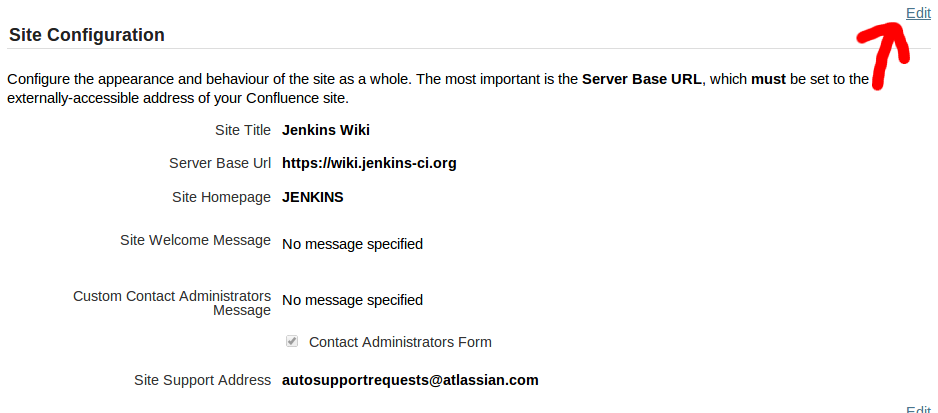 Edit
Site Configuration
Configure the appearance and behaviour of the site as a whole. The most important is the Server Base URL, which must be set to the
externally-accessible address of your Confluence site.
Site Title Jenkins Wiki
Server Base Url https://wiki.jenkins-ci.org
Site Homepage JENKINS
Site Welcome Message No message specified
Custom Contact Administrators
Message No message specified
Contact Administrators Form
Site Support Address autosupportrequests@atlassian.com
Edit